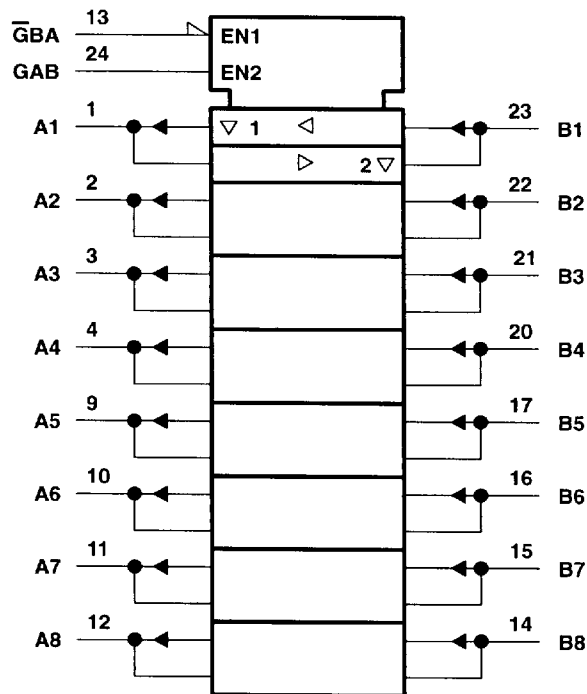 G̅BA 13 EN1
GAB 24 EN2
A1 1 1 23 B1
2
A2 2 22 B2
A3 3 21 B3
A4 4 20 B4
A5 9 17 B5
A6 10 16 B6
A7 11 15 B7
A8 12 14 B8